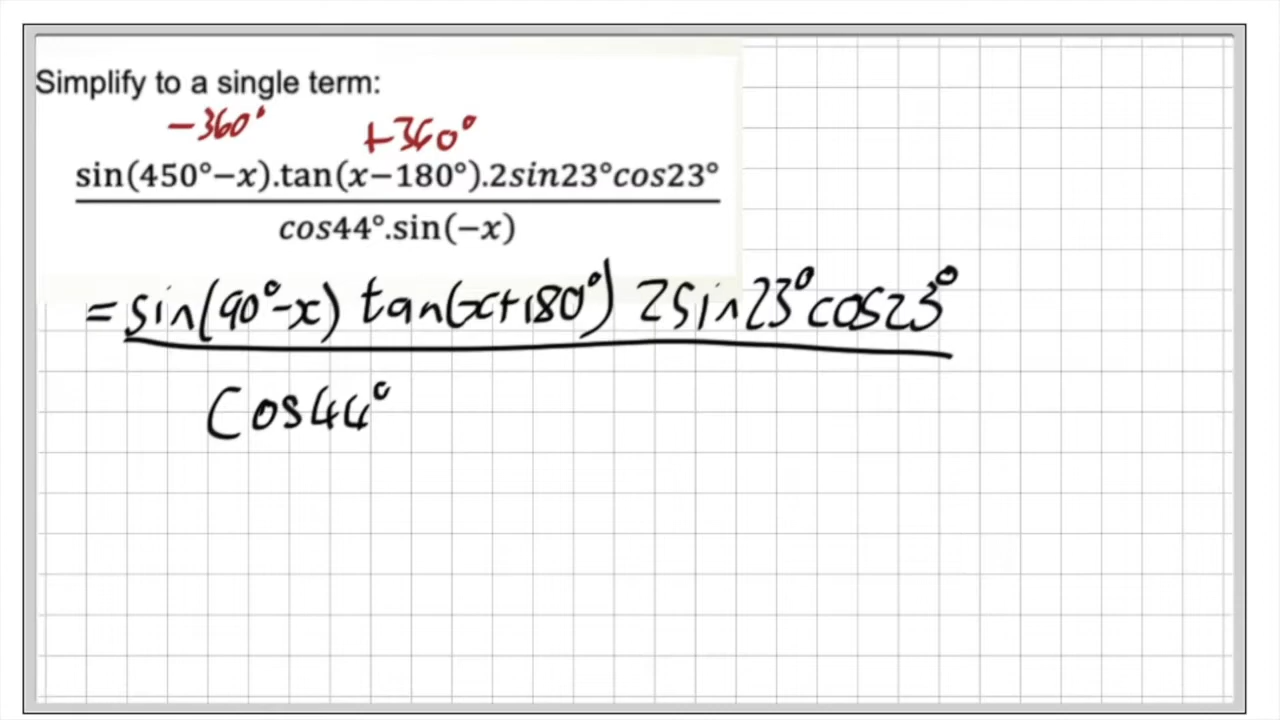 Simplify to a single term:
−360° +360°
sin(450°−x).tan(x−180°).2sin23°cos23°
cos44°.sin(−x)
= sin(90°-x) tan(x+180°) 2sin23°cos23°
Cos44°